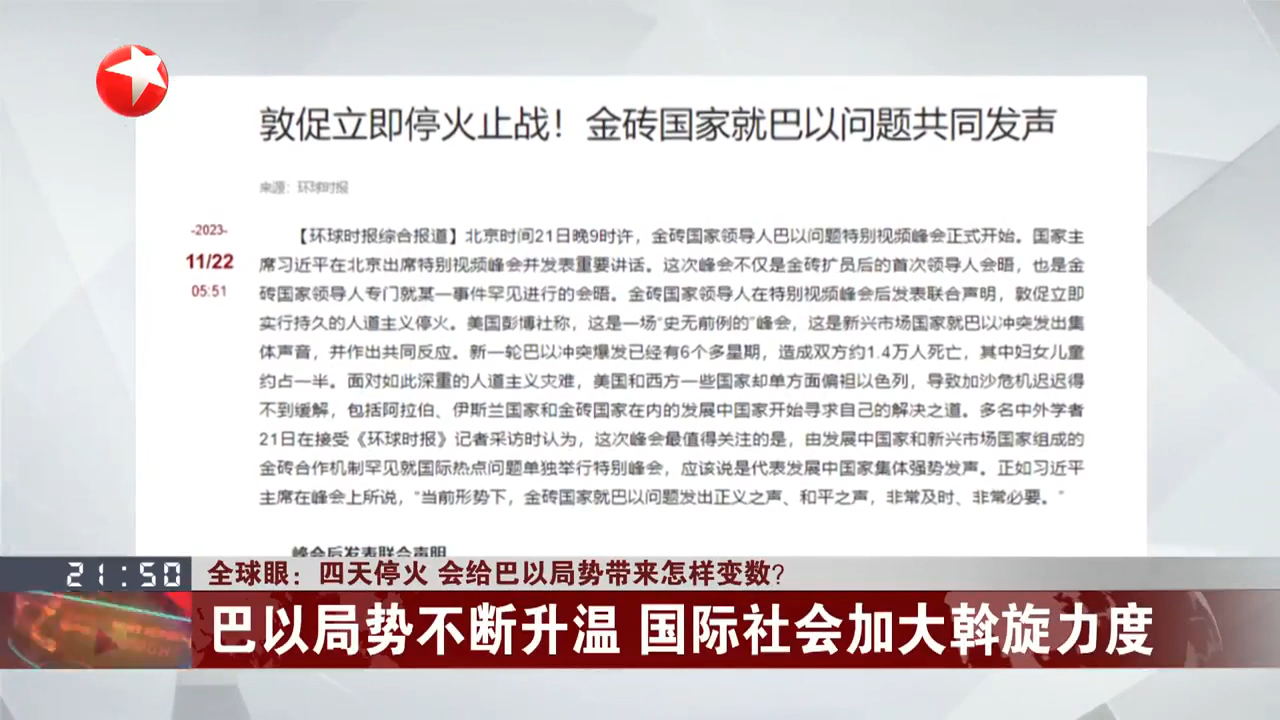 敦促立即停火止战！金砖国家就巴以问题共同发声
来源：环球时报
-2023-
11/22
05:51
【环球时报综合报道】北京时间21日晚9时许，金砖国家领导人巴以问题特别视频峰会正式开始。国家主
席习近平在北京出席特别视频峰会并发表重要讲话。这次峰会不仅是金砖扩员后的首次领导人会晤，也是金
砖国家领导人专门就某一事件罕见进行的会晤。金砖国家领导人在特别视频峰会后发表联合声明，敦促立即
实行持久的人道主义停火。美国彭博社称，这是一场“史无前例的”峰会，这是新兴市场国家就巴以冲突发出集
体声音，并作出共同反应。新一轮巴以冲突爆发已经有6个多星期，造成双方约1.4万人死亡，其中妇女儿童
约占一半。面对如此深重的人道主义灾难，美国和西方一些国家却单方面偏袒以色列，导致加沙危机迟迟得
不到缓解，包括阿拉伯、伊斯兰国家和金砖国家在内的发展中国家开始寻求自己的解决之道。多名中外学者
21日在接受《环球时报》记者采访时认为，这次峰会最值得关注的是，由发展中国家和新兴市场国家组成的
金砖合作机制罕见就国际热点问题单独举行特别峰会，应该说是代表发展中国家集体强势发声。正如习近平
主席在峰会上所说，“当前形势下，金砖国家就巴以问题发出正义之声、和平之声，非常及时、非常必要。”
峰会后发表联合声明
21:50
全球眼：四天停火 会给巴以局势带来怎样变数？
巴以局势不断升温 国际社会加大斡旋力度